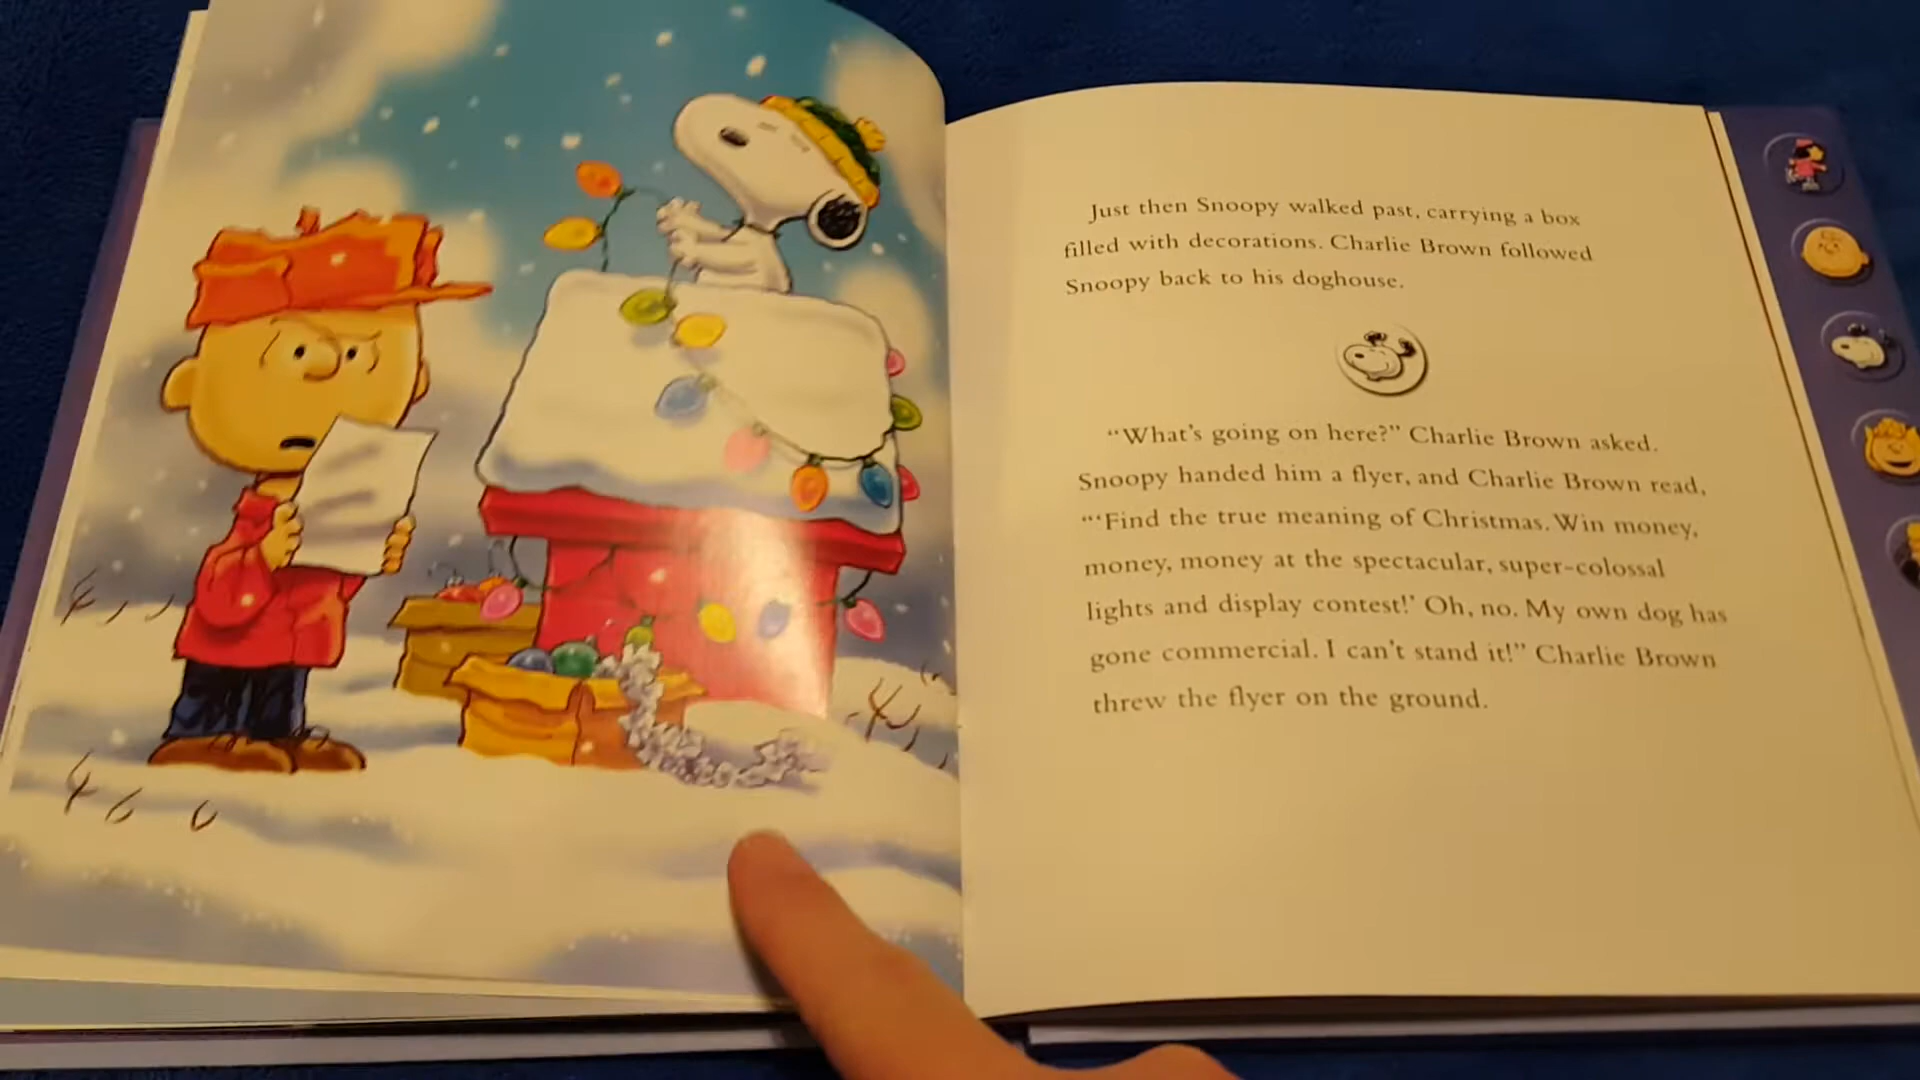 Just then Snoopy walked past, carrying a box
filled with decorations. Charlie Brown followed
Snoopy back to his doghouse.
“What’s going on here?” Charlie Brown asked.
Snoopy handed him a flyer, and Charlie Brown read,
“‘Find the true meaning of Christmas. Win money,
money, money at the spectacular, super-colossal
lights and display contest!’ Oh, no. My own dog has
gone commercial. I can’t stand it!” Charlie Brown
threw the flyer on the ground.